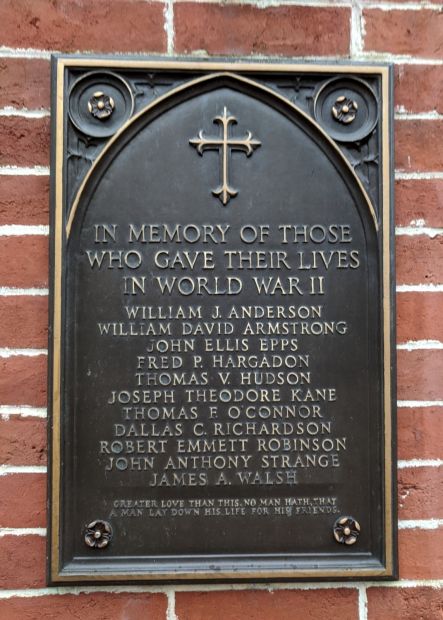 IN MEMORY OF THOSE
WHO GAVE THEIR LIVES
IN WORLD WAR II
WILLIAM J. ANDERSON
WILLIAM DAVID ARMSTRONG
JOHN ELLIS EPPS
FRED P. HARGADON
THOMAS V. HUDSON
JOSEPH THEODORE KANE
THOMAS F. O'CONNOR
DALLAS C. RICHARDSON
ROBERT EMMETT ROBINSON
JOHN ANTHONY STRANGE
JAMES A. WALSH
GREATER LOVE THAN THIS, NO MAN HATH, THAT
A MAN LAY DOWN HIS LIFE FOR HIS FRIENDS.